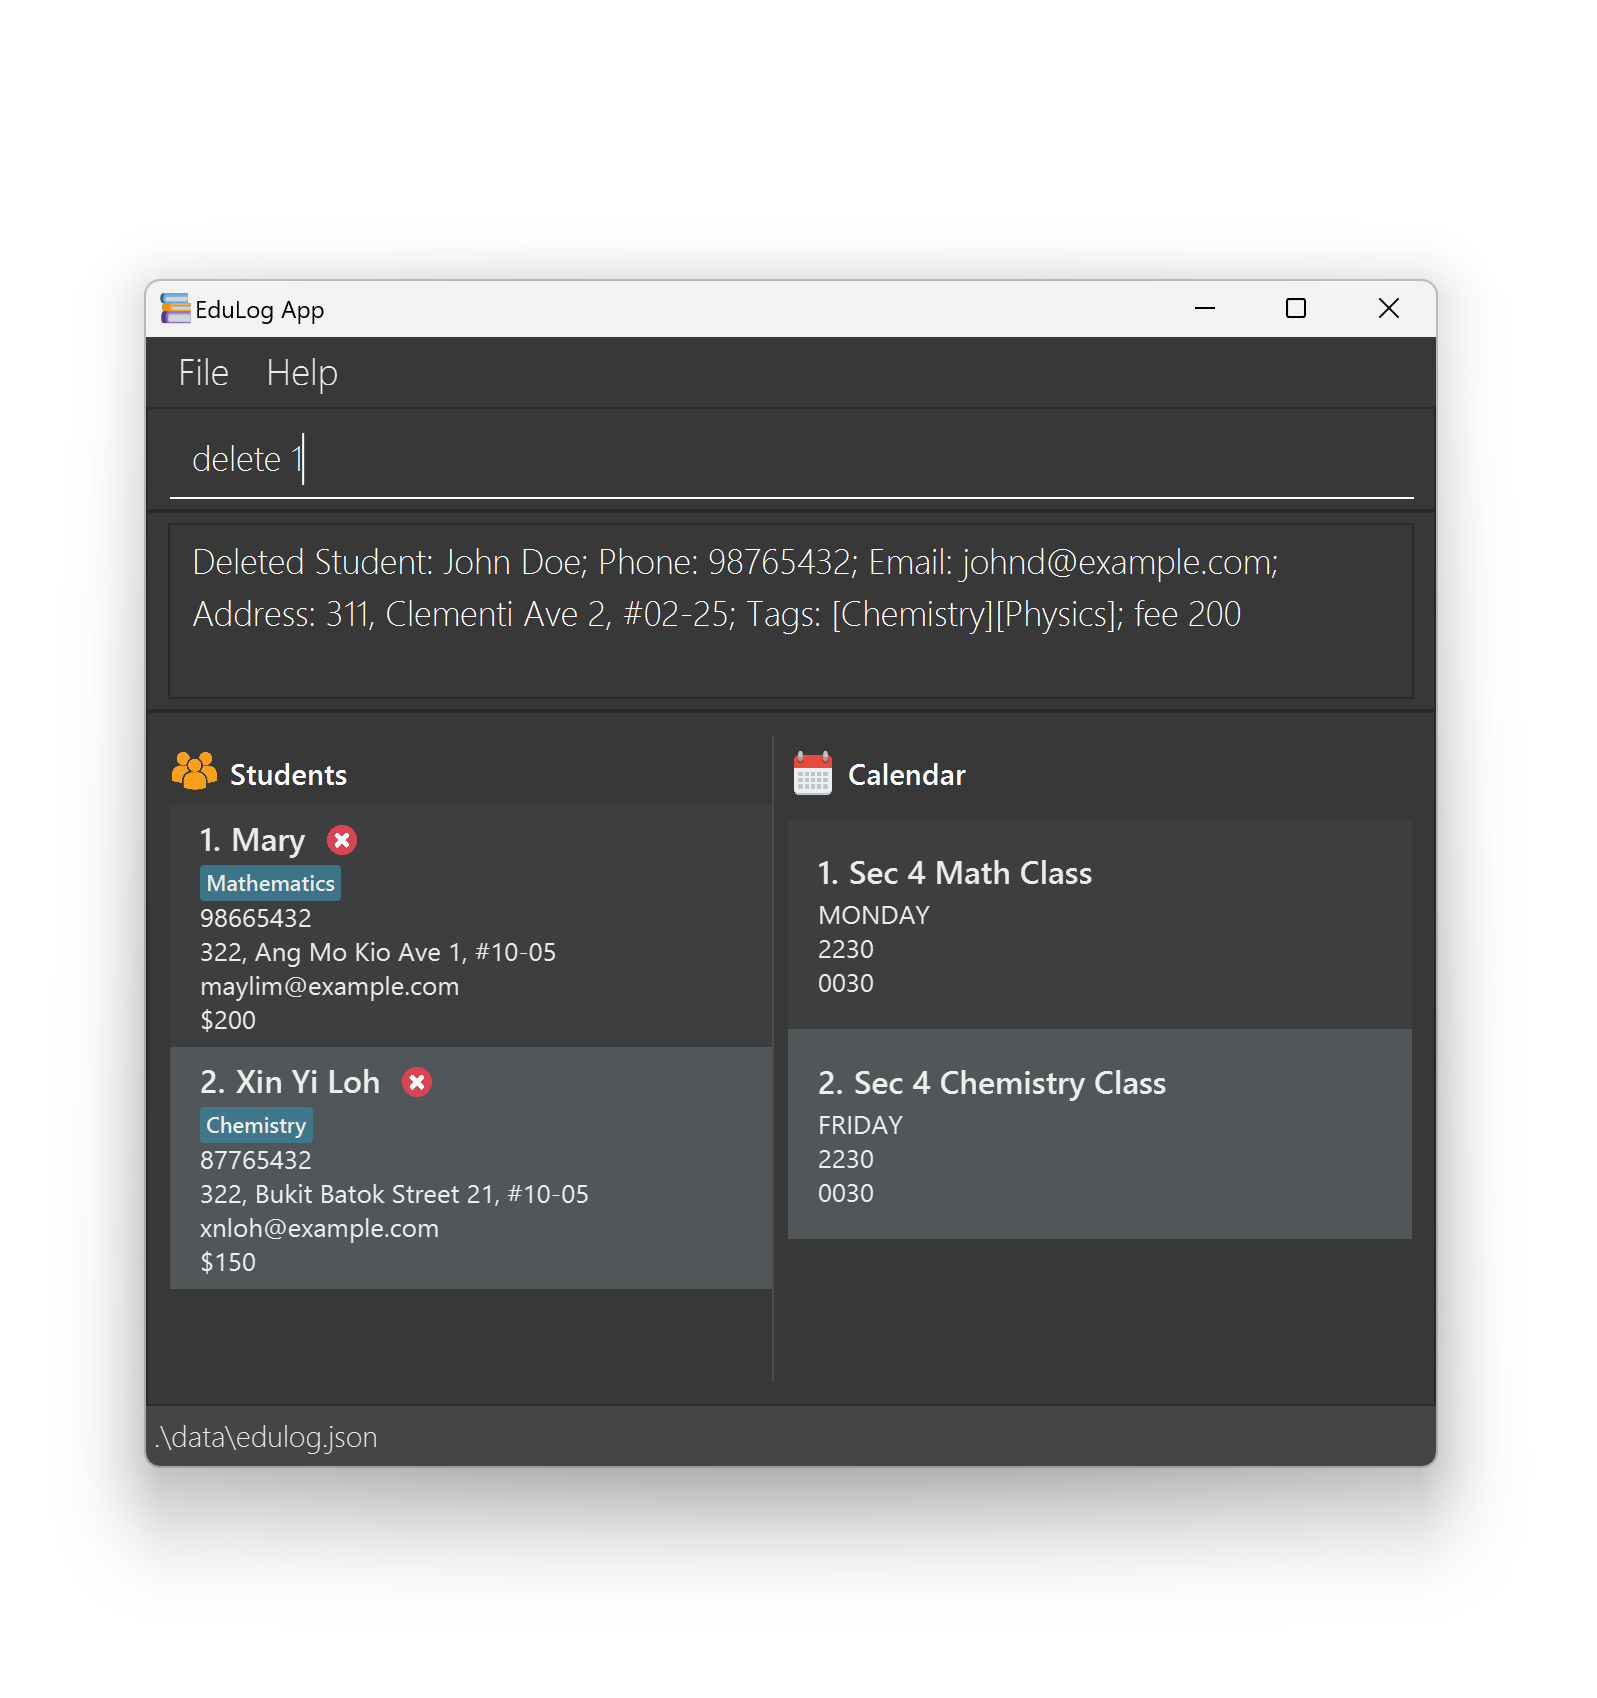 EduLog App
File Help
delete 1
Deleted Student: John Doe; Phone: 98765432; Email: johnd@example.com;
Address: 311, Clementi Ave 2, #02-25; Tags: [Chemistry][Physics]; fee 200
Students
1. Mary
Mathematics
98665432
322, Ang Mo Kio Ave 1, #10-05
maylim@example.com
$200
2. Xin Yi Loh
Chemistry
87765432
322, Bukit Batok Street 21, #10-05
xnloh@example.com
$150
Calendar
1. Sec 4 Math Class
MONDAY
2230
0030
2. Sec 4 Chemistry Class
FRIDAY
2230
0030
.\data\edulog.json